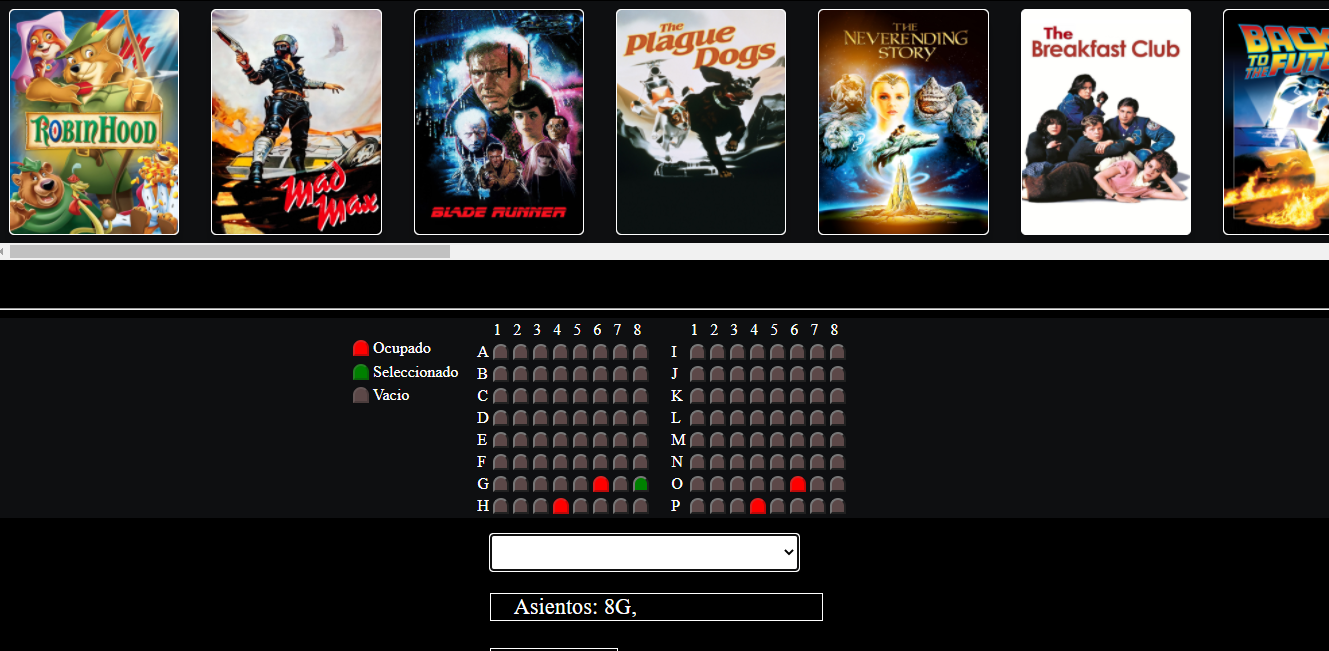 ROBIN HOOD
Mad
Max
BLADE RUNNER
The
Plague
Dogs
THE
NEVERENDING
STORY
The
Breakfast Club
BACK
TO
THE FUTU
1 2 3 4 5 6 7 8 1 2 3 4 5 6 7 8
Ocupado
Seleccionado
Vacio
A I
B J
C K
D L
E M
F N
G O
H P
Asientos: 8G,